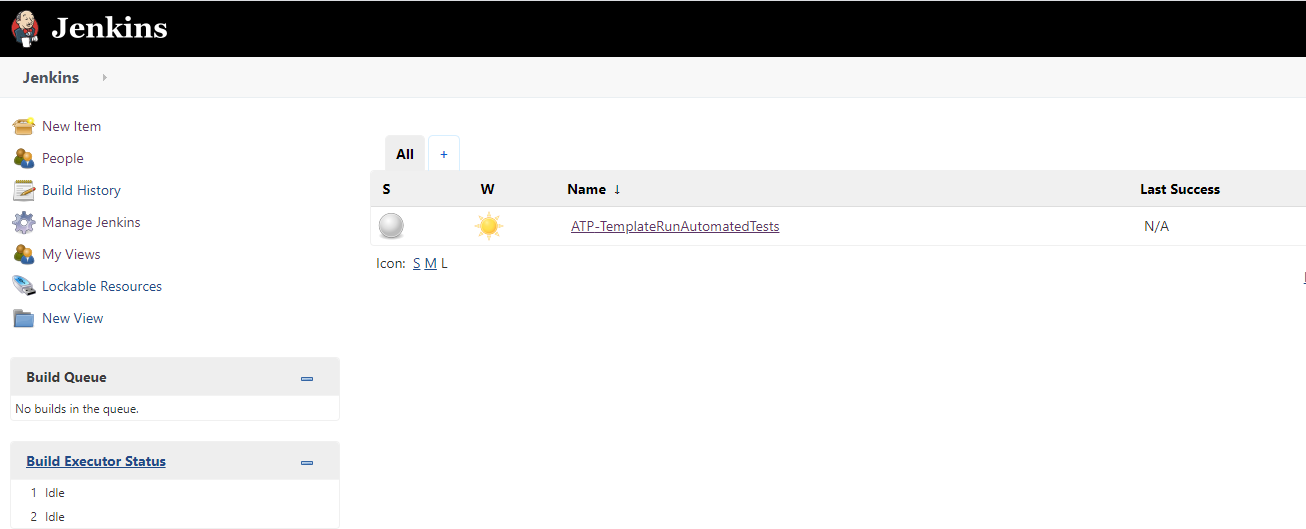 Jenkins
Jenkins
New Item
People
Build History
Manage Jenkins
My Views
Lockable Resources
New View
Build Queue
No builds in the queue.
Build Executor Status
1 Idle
2 Idle
All +
S W Name ↓ Last Success
ATP-TemplateRunAutomatedTests N/A
Icon: S M L